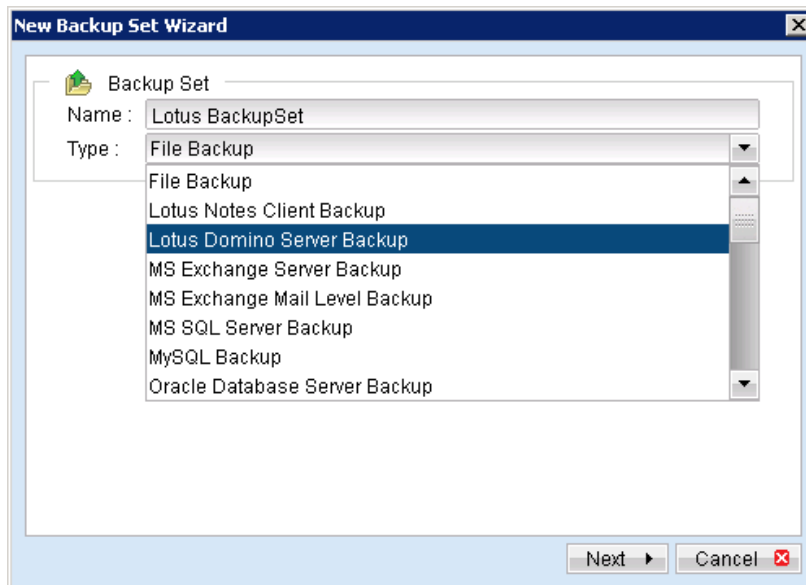 New Backup Set Wizard
Backup Set
Name : Lotus BackupSet
Type : File Backup
File Backup
Lotus Notes Client Backup
Lotus Domino Server Backup
MS Exchange Server Backup
MS Exchange Mail Level Backup
MS SQL Server Backup
MySQL Backup
Oracle Database Server Backup
Next Cancel